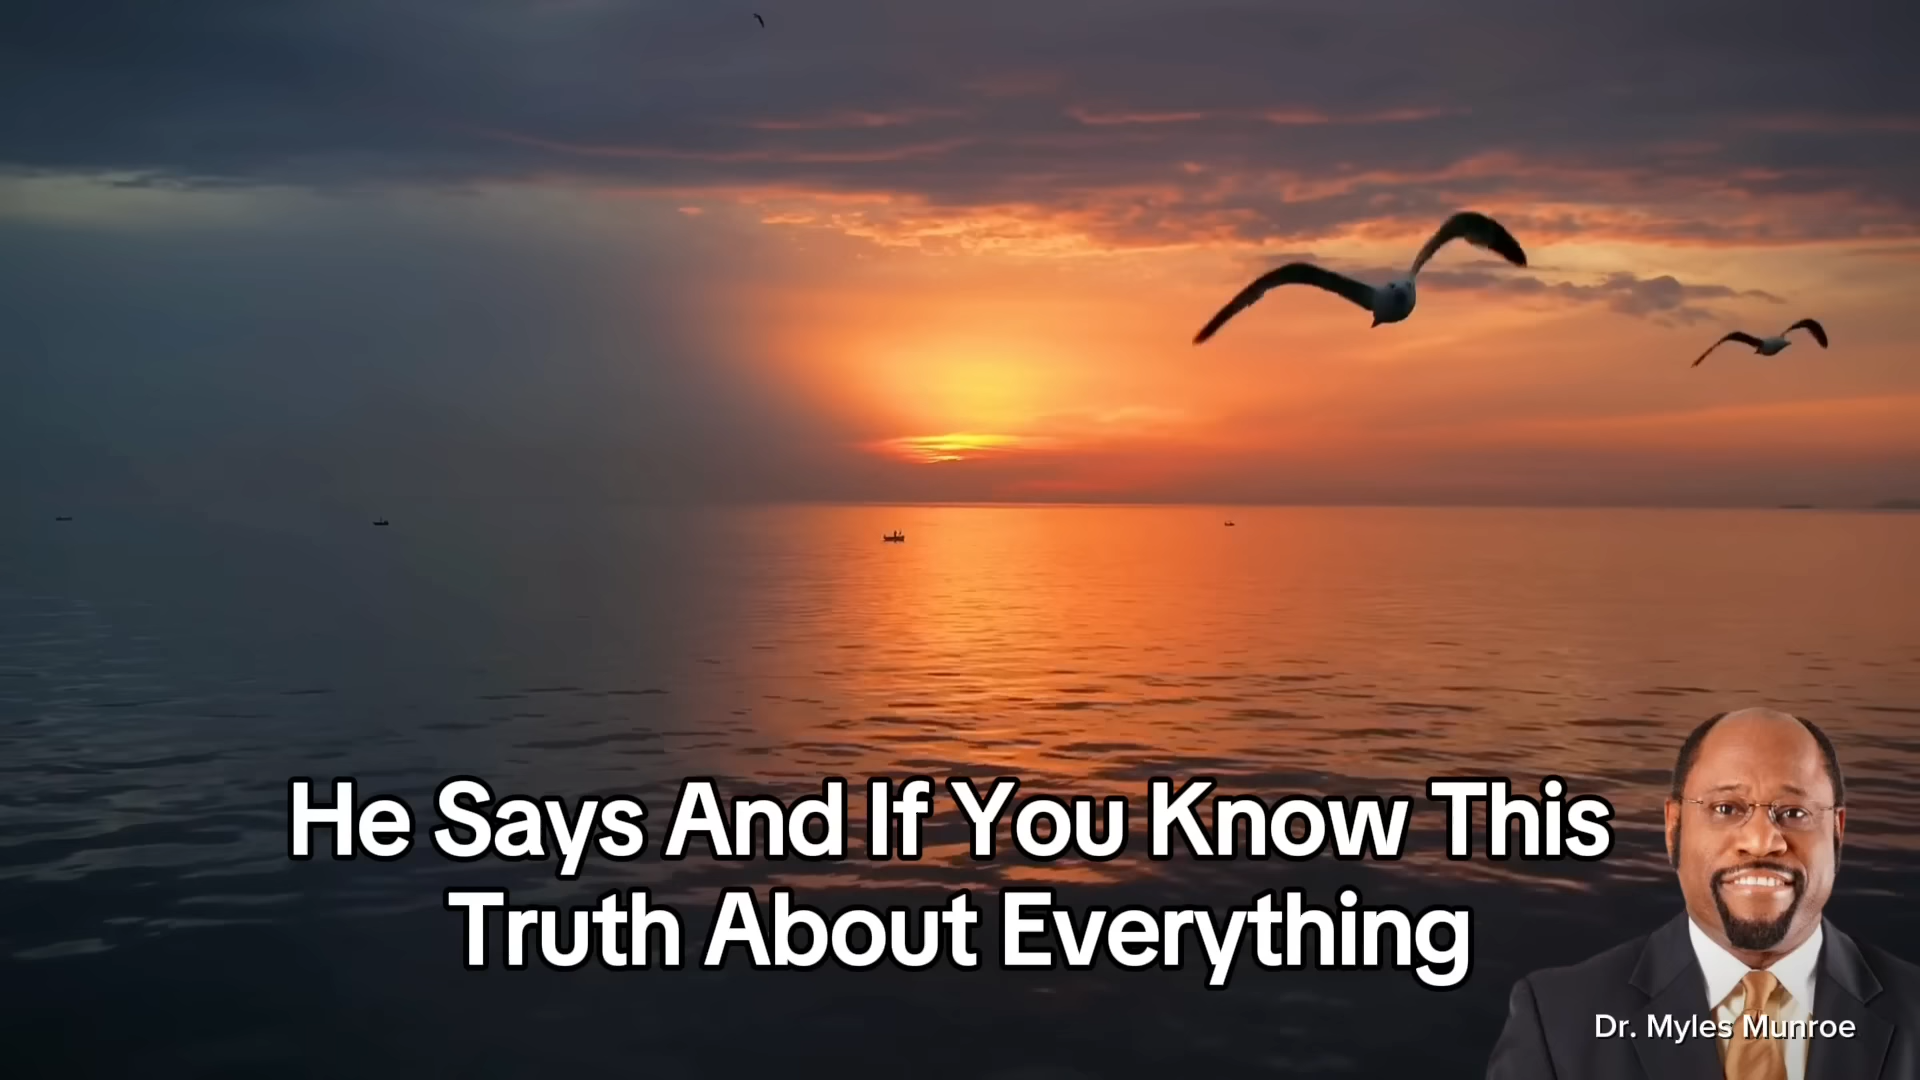 He Says And If You Know This
Truth About Everything
Dr. Myles Munroe